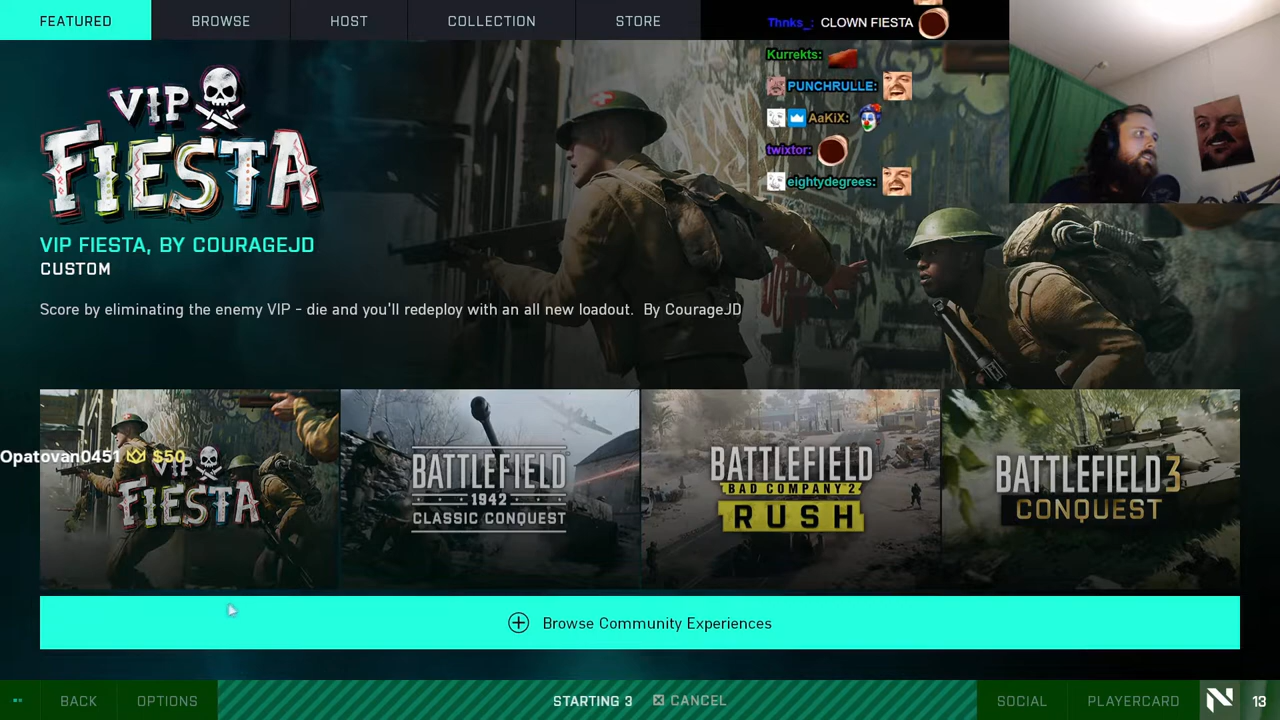 FEATURED
BROWSE
HOST
COLLECTION
STORE
Thnks_: CLOWN FIESTA
Kurrekts:
PUNCHRULLE:
AaKiX:
twixtor:
eightydegrees:
VIP
FIESTA
VIP FIESTA, BY COURAGEJD
CUSTOM
Score by eliminating the enemy VIP - die and you'll redeploy with an all new loadout. By CourageJD
Opatovan0451 $50
VIP
FIESTA
BATTLEFIELD
1942
CLASSIC CONQUEST
BATTLEFIELD
BAD COMPANY 2
RUSH
BATTLEFIELD 3
CONQUEST
Browse Community Experiences
BACK
OPTIONS
STARTING 3
CANCEL
SOCIAL
PLAYERCARD
13